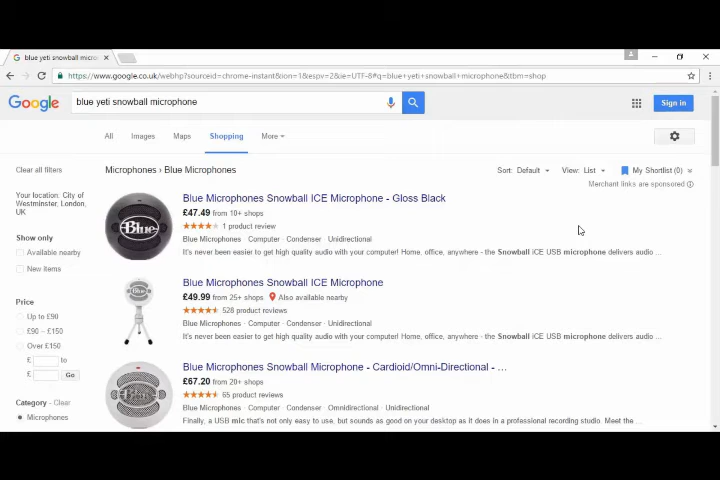 blue yeti snowball micro
https://www.google.co.uk/webhp?sourceid=chrome-instant&ion=1&espv=2&ie=UTF-8#q=blue+yeti+snowball+microphone&tbm=shop
Google
blue yeti snowball microphone
Sign in
All Images Maps Shopping More
Clear all filters
Microphones › Blue Microphones
Sort: Default View: List My Shortlist (0)
Merchant links are sponsored
Your location: City of
Westminster, London,
UK
Show only
Available nearby
New items
Price
Up to £90
£90 – £150
Over £150
£ to
£ Go
Category - Clear
Microphones
Blue
Blue Microphones Snowball ICE Microphone - Gloss Black
£47.49 from 10+ shops
1 product review
Blue Microphones · Computer · Condenser · Unidirectional
It's never been easier to get high quality audio with your computer! Home, office, anywhere - the Snowball ICE USB microphone delivers audio ...
Blue Microphones Snowball ICE Microphone
£49.99 from 25+ shops Also available nearby
528 product reviews
Blue Microphones · Computer · Condenser · Unidirectional
It's never been easier to get high quality audio with your computer! Home, office, anywhere - the Snowball ICE USB microphone delivers audio ...
Blue
Blue Microphones Snowball Microphone - Cardioid/Omni-Directional - ...
£67.20 from 20+ shops
65 product reviews
Blue Microphones · Computer · Condenser · Omnidirectional · Unidirectional
Finally, a USB mic that's not only easy to use, but sounds as good on your desktop as it does in a professional recording studio. Meet the ...